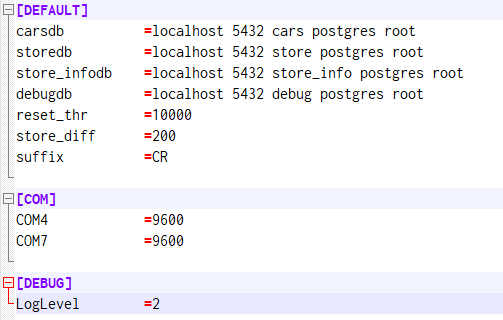 [DEFAULT]
carsdb =localhost 5432 cars postgres root
storedb =localhost 5432 store postgres root
store_infodb =localhost 5432 store_info postgres root
debugdb =localhost 5432 debug postgres root
reset_thr =10000
store_diff =200
suffix =CR
[COM]
COM4 =9600
COM7 =9600
[DEBUG]
LogLevel =2